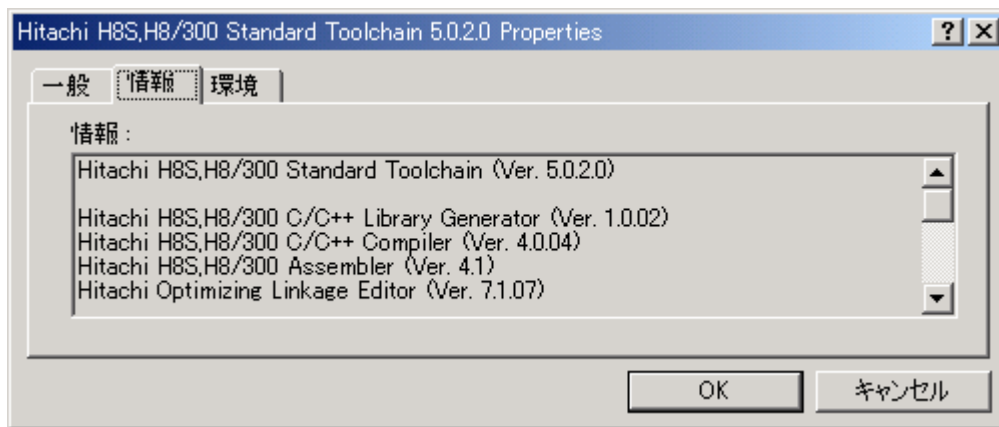 Hitachi H8S,H8/300 Standard Toolchain 5.0.2.0 Properties
一般 情報 環境
情報 :
Hitachi H8S,H8/300 Standard Toolchain (Ver. 5.0.2.0)
Hitachi H8S,H8/300 C/C++ Library Generator (Ver. 1.0.02)
Hitachi H8S,H8/300 C/C++ Compiler (Ver. 4.0.04)
Hitachi H8S,H8/300 Assembler (Ver. 4.1)
Hitachi Optimizing Linkage Editor (Ver. 7.1.07)
OK キャンセル